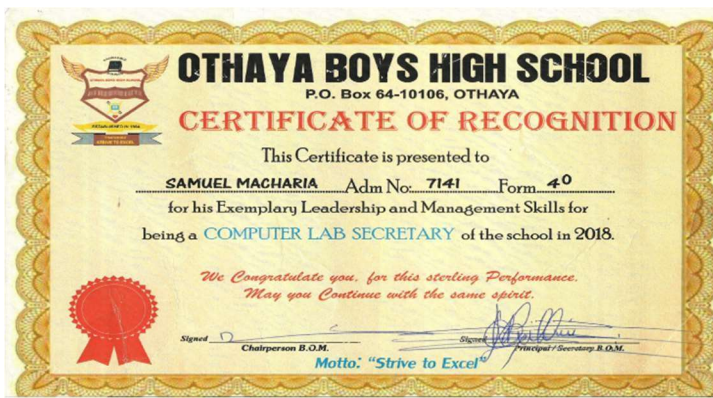 OTHAYA BOYS HIGH SCHOOL
P.O. Box 64-10106, OTHAYA
CERTIFICATE OF RECOGNITION
This Certificate is presented to
SAMUEL MACHARIA Adm No: 7141 Form 4O
for his Exemplary Leadership and Management Skills for
being a COMPUTER LAB SECRETARY of the school in 2018.
We Congratulate you, for this sterling Performance.
May you Continue with the same spirit.
Signed Signed
Chairperson B.O.M. Principal / Secretary B.O.M.
Motto: "Strive to Excel"